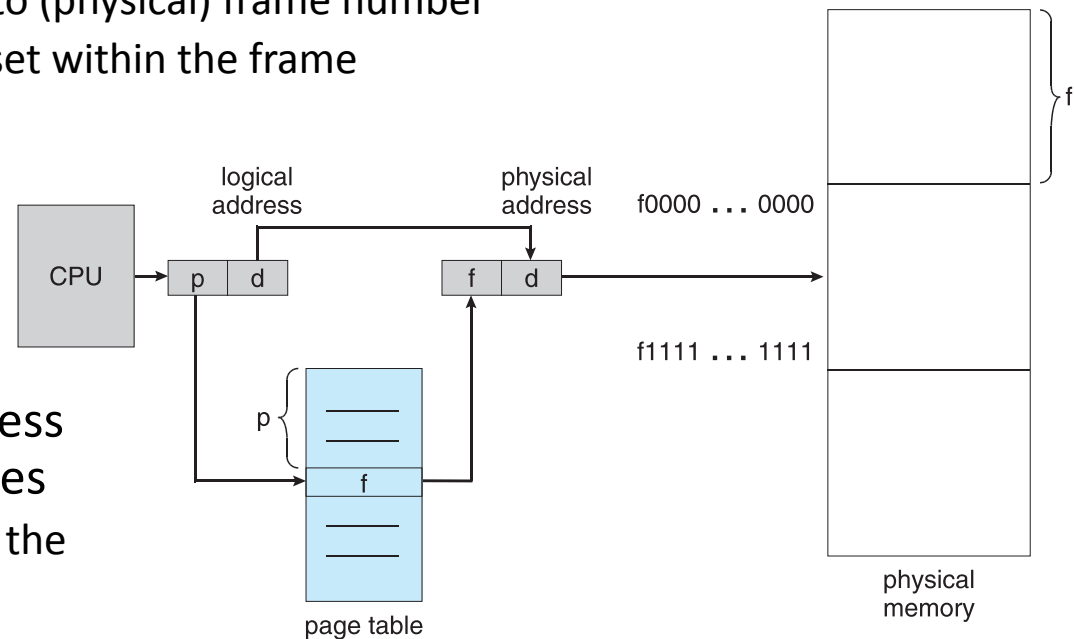 to (physical) frame number
set within the frame
f
logical
address
physical
address
f0000 ... 0000
CPU
p d
f d
f1111 ... 1111
p
ess
es
f
the
page table
physical
memory